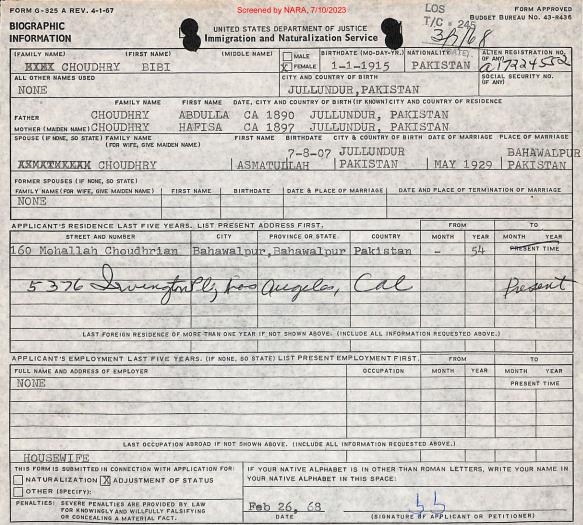 FORM G-325 A REV. 4-1-67
Screened by NARA, 7/10/2023
LOS
T/C = 245
3/8/68
FORM APPROVED
BUDGET BUREAU NO. 43-R436
BIOGRAPHIC
INFORMATION
UNITED STATES DEPARTMENT OF JUSTICE
Immigration and Naturalization Service
(FAMILY NAME) (FIRST NAME) (MIDDLE NAME)
CHOUDHRY BIBI
MALE
X FEMALE
BIRTHDATE (MO-DAY-YR.)
1-1-1915
NATIONALITY
PAKISTAN
ALIEN REGISTRATION NO.
(IF ANY)
A17224552
ALL OTHER NAMES USED
NONE
CITY AND COUNTRY OF BIRTH
JULLUNDUR, PAKISTAN
SOCIAL SECURITY NO.
(IF ANY)
FAMILY NAME FIRST NAME DATE, CITY AND COUNTRY OF BIRTH (IF KNOWN) CITY AND COUNTRY OF RESIDENCE
FATHER CHOUDHRY ABDULLA CA 1890 JULLUNDUR, PAKISTAN
MOTHER (MAIDEN NAME) CHOUDHRY HAFISA CA 1897 JULLUNDUR, PAKISTAN
SPOUSE (IF NONE, SO STATE) FAMILY NAME FIRST NAME BIRTHDATE CITY & COUNTRY OF BIRTH DATE OF MARRIAGE PLACE OF MARRIAGE
(FOR WIFE, GIVE MAIDEN NAME)
7-8-07 JULLUNDUR BAHAWALPUR
CHOUDHRY ASMATULLAH PAKISTAN MAY 1929 PAKISTAN
FORMER SPOUSES (IF NONE, SO STATE)
FAMILY NAME (FOR WIFE, GIVE MAIDEN NAME) FIRST NAME BIRTHDATE DATE & PLACE OF MARRIAGE DATE AND PLACE OF TERMINATION OF MARRIAGE
NONE
APPLICANT'S RESIDENCE LAST FIVE YEARS. LIST PRESENT ADDRESS FIRST. FROM TO
STREET AND NUMBER CITY PROVINCE OR STATE COUNTRY MONTH YEAR MONTH YEAR
160 Mohallah Choudhrian Bahawalpur, Bahawalpur Pakistan - 54 PRESENT TIME
5376 Irvington Plz Los Angeles, Cal Present
LAST FOREIGN RESIDENCE OF MORE THAN ONE YEAR IF NOT SHOWN ABOVE. (INCLUDE ALL INFORMATION REQUESTED ABOVE.)
APPLICANT'S EMPLOYMENT LAST FIVE YEARS. (IF NONE, SO STATE) LIST PRESENT EMPLOYMENT FIRST. FROM TO
FULL NAME AND ADDRESS OF EMPLOYER OCCUPATION MONTH YEAR MONTH YEAR
NONE PRESENT TIME
LAST OCCUPATION ABROAD IF NOT SHOWN ABOVE. (INCLUDE ALL INFORMATION REQUESTED ABOVE.)
HOUSEWIFE
THIS FORM IS SUBMITTED IN CONNECTION WITH APPLICATION FOR:
NATURALIZATION X ADJUSTMENT OF STATUS
OTHER (SPECIFY):
IF YOUR NATIVE ALPHABET IS IN OTHER THAN ROMAN LETTERS, WRITE YOUR NAME IN
YOUR NATIVE ALPHABET IN THIS SPACE:
PENALTIES: SEVERE PENALTIES ARE PROVIDED BY LAW
FOR KNOWINGLY AND WILLFULLY FALSIFYING
OR CONCEALING A MATERIAL FACT.
Feb 26, 68
DATE
(SIGNATURE OF APPLICANT OR PETITIONER)